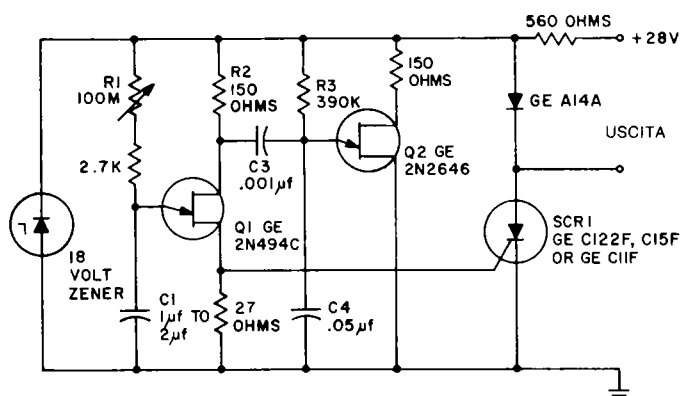 560 OHMS
+28V
R1
100M
R2
150
OHMS
R3
390K
150
OHMS
GE A14A
USCITA
2.7K
C3
.001µf
Q2 GE
2N2646
Q1 GE
2N494C
SCR1
GE C122F, C15F
OR GE C11F
18
VOLT
ZENER
C1
1µf TO
2µf
27
OHMS
C4
.05µf